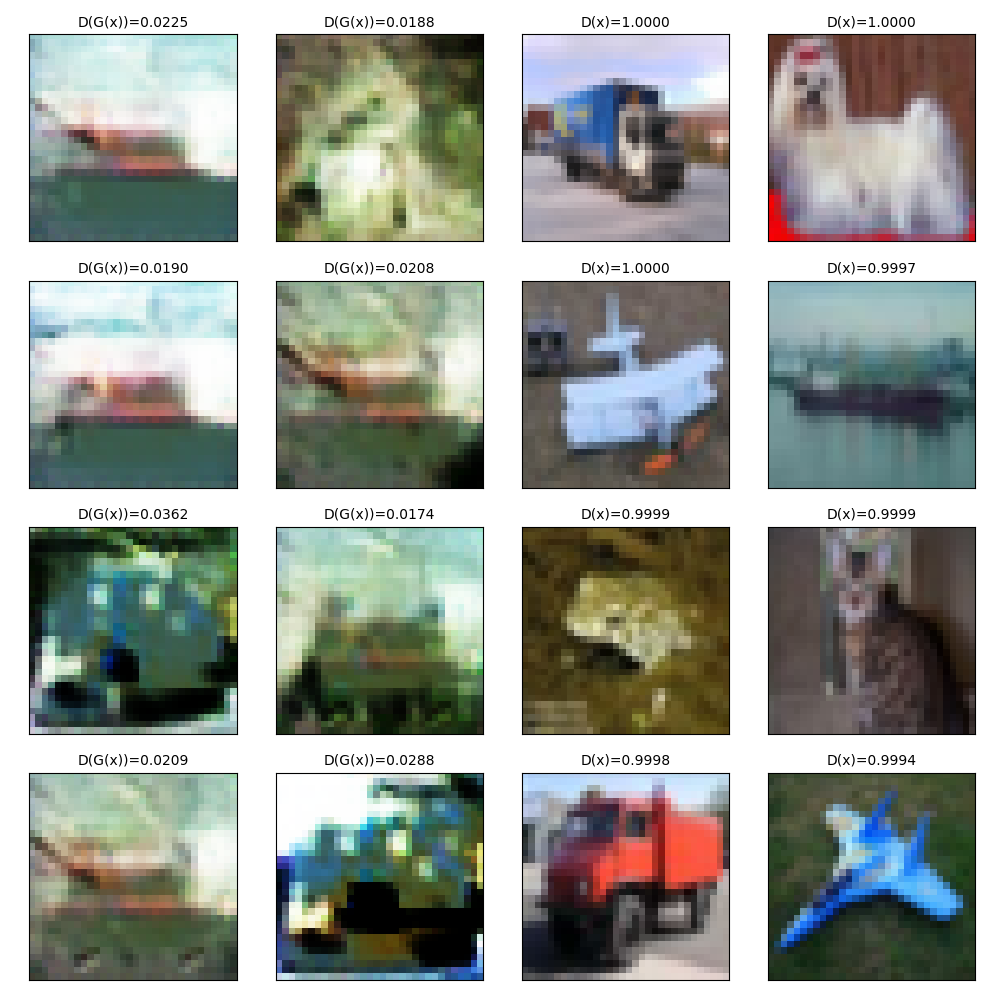 D(G(x))=0.0225 D(G(x))=0.0188 D(x)=1.0000 D(x)=1.0000
D(G(x))=0.0190 D(G(x))=0.0208 D(x)=1.0000 D(x)=0.9997
D(G(x))=0.0362 D(G(x))=0.0174 D(x)=0.9999 D(x)=0.9999
D(G(x))=0.0209 D(G(x))=0.0288 D(x)=0.9998 D(x)=0.9994